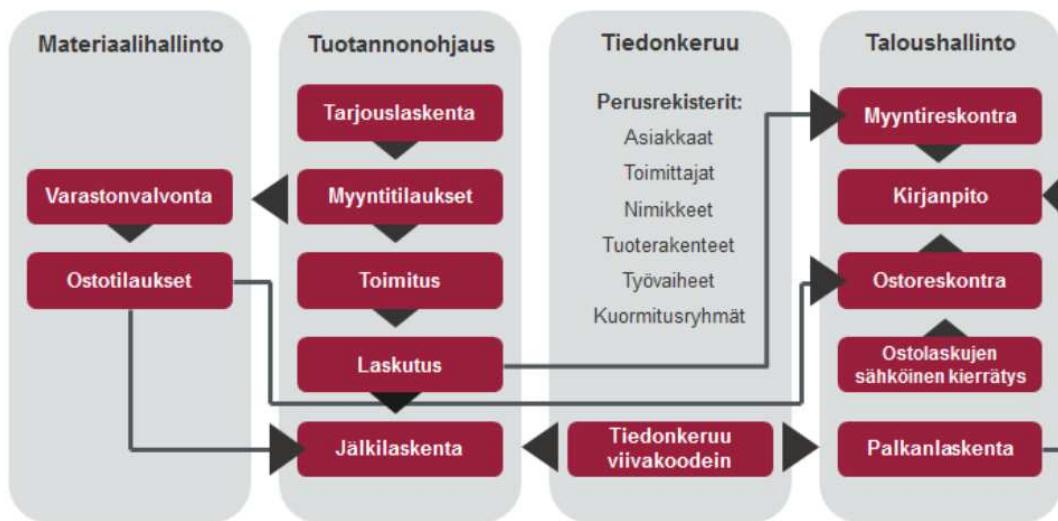 Materiaalihallinto
Varastonvalvonta
Ostotilaukset
Tuotannonohjaus
Tarjouslaskenta
Myyntitilaukset
Toimitus
Laskutus
Jälkilaskenta
Tiedonkeruu
Perusrekisterit:
Asiakkaat
Toimittajat
Nimikkeet
Tuoterakenteet
Työvaiheet
Kuormitusryhmät
Tiedonkeruu
viivakoodein
Taloushallinto
Myyntireskontra
Kirjanpito
Ostoreskontra
Ostolaskujen
sähköinen kierrätys
Palkanlaskenta